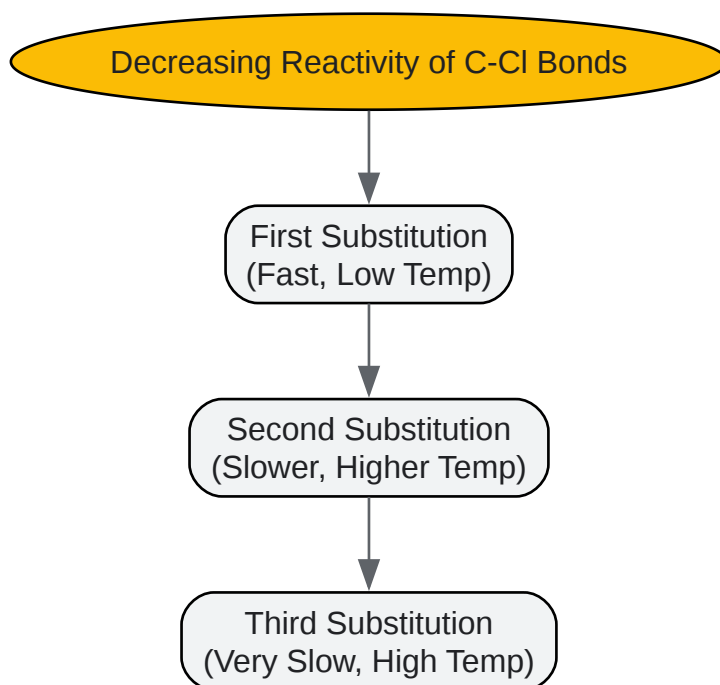 Decreasing Reactivity of C-Cl Bonds
First Substitution
(Fast, Low Temp)
Second Substitution
(Slower, Higher Temp)
Third Substitution
(Very Slow, High Temp)